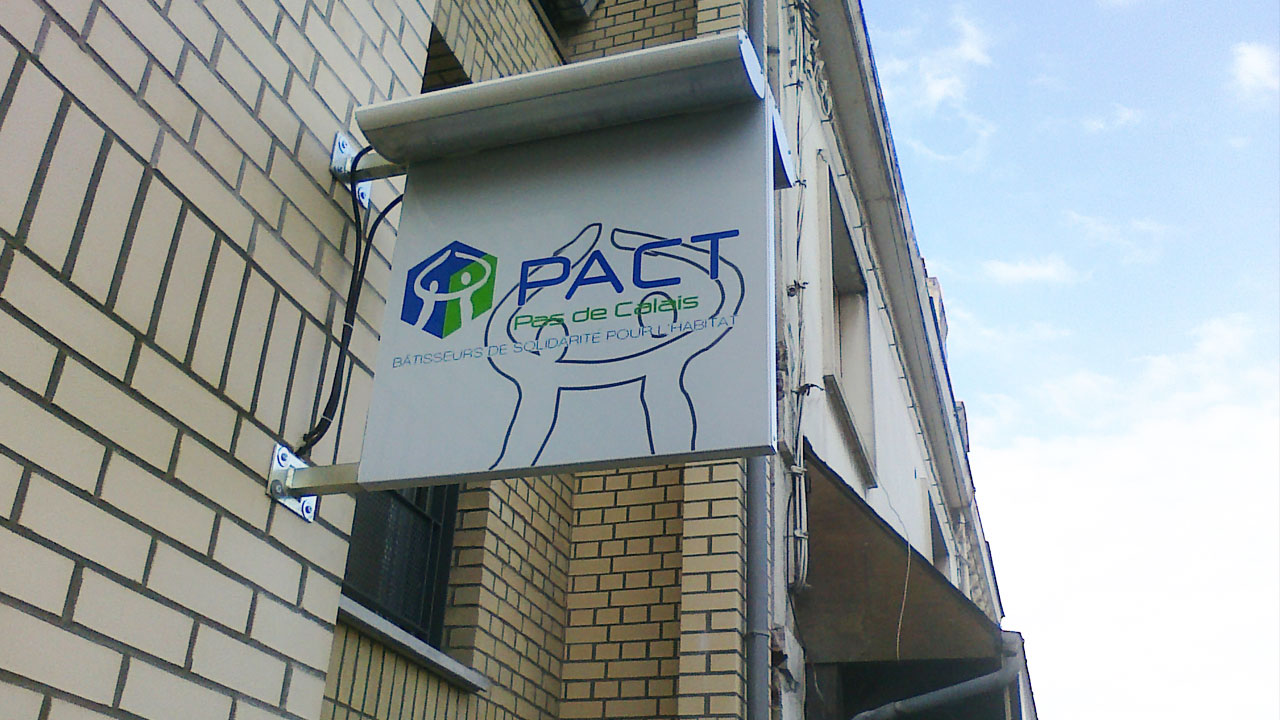 PACT
Pas de Calais
BÂTISSEURS DE SOLIDARITÉ POUR L'HABITAT